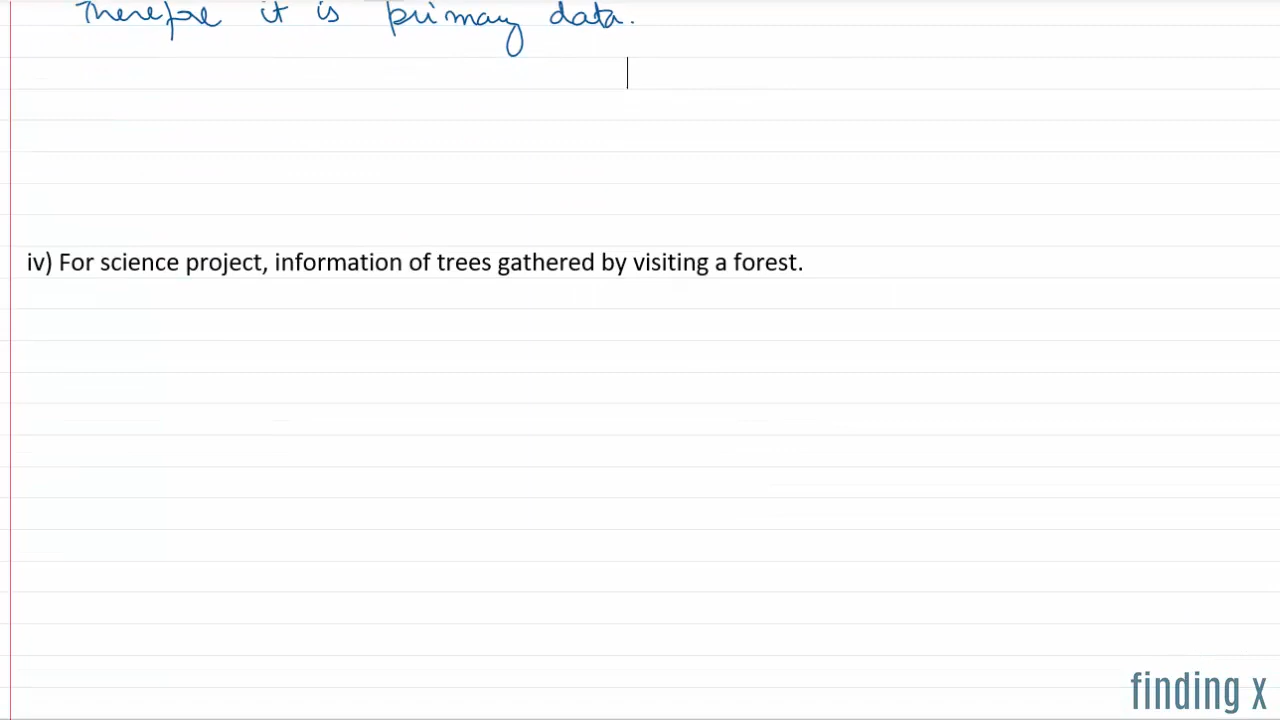 Therefore it is primary data.
iv) For science project, information of trees gathered by visiting a forest.
finding x